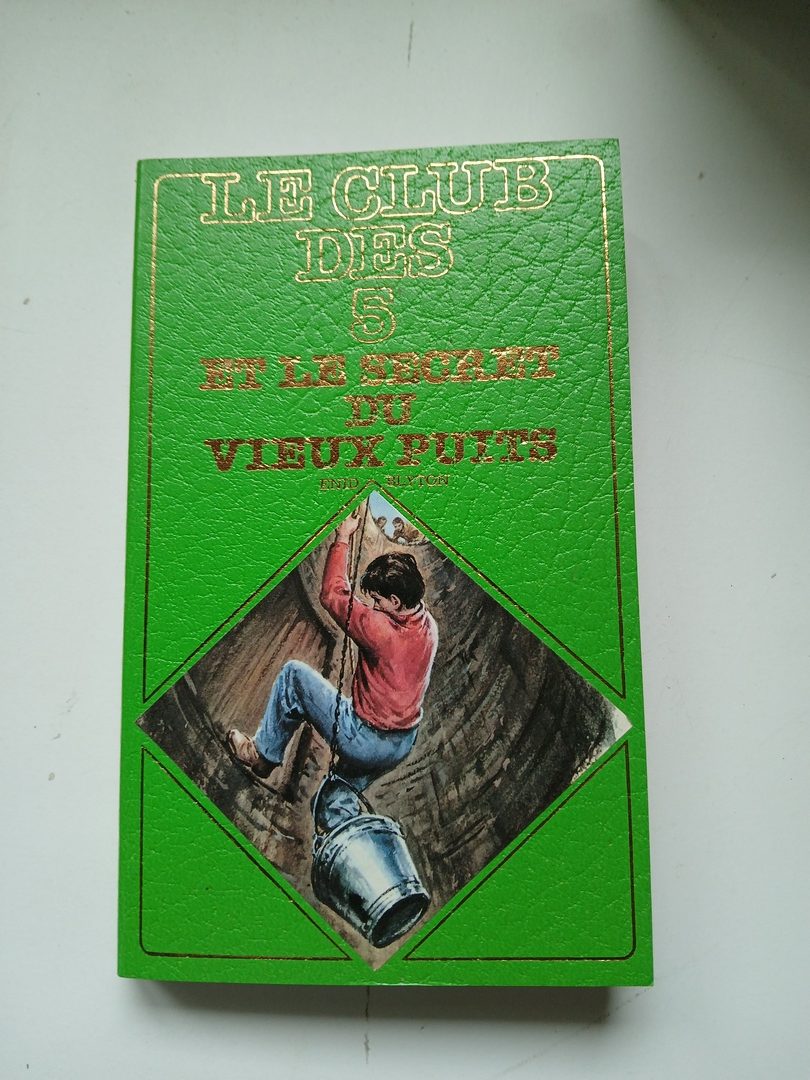 LE CLUB
DES
5
ET LE SECRET
DU
VIEUX PUITS
ENID BLYTON